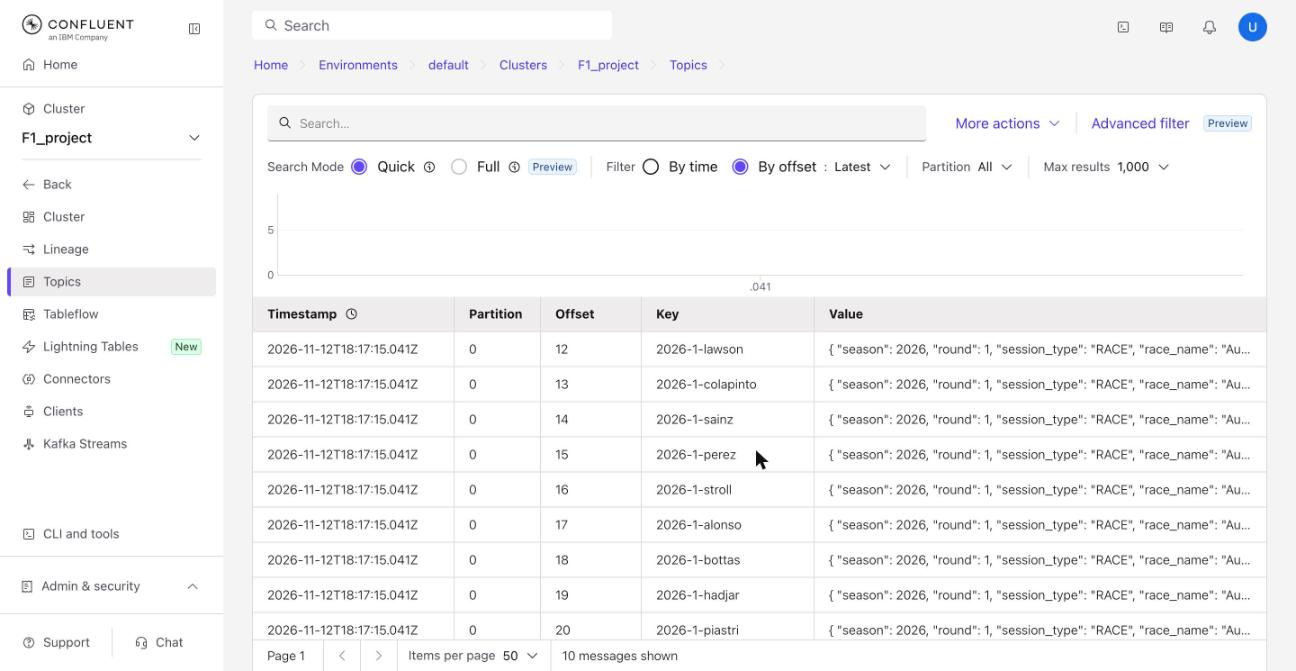 CONFLUENT
an IBM Company
Search
U
Home
Home Environments default Clusters F1_project Topics
Cluster
F1_project
Back
Cluster
Lineage
Topics
Tableflow
Lightning Tables New
Connectors
Clients
Kafka Streams
CLI and tools
Admin & security
Support Chat
Search...
More actions Advanced filter Preview
Search Mode Quick Full Preview Filter By time By offset : Latest Partition All Max results 1,000
5
0
.041
Timestamp Partition Offset Key Value
2026-11-12T18:17:15.041Z 0 12 2026-1-lawson { "season": 2026, "round": 1, "session_type": "RACE", "race_name": "Au...
2026-11-12T18:17:15.041Z 0 13 2026-1-colapinto { "season": 2026, "round": 1, "session_type": "RACE", "race_name": "Au...
2026-11-12T18:17:15.041Z 0 14 2026-1-sainz { "season": 2026, "round": 1, "session_type": "RACE", "race_name": "Au...
2026-11-12T18:17:15.041Z 0 15 2026-1-perez { "season": 2026, "round": 1, "session_type": "RACE", "race_name": "Au...
2026-11-12T18:17:15.041Z 0 16 2026-1-stroll { "season": 2026, "round": 1, "session_type": "RACE", "race_name": "Au...
2026-11-12T18:17:15.041Z 0 17 2026-1-alonso { "season": 2026, "round": 1, "session_type": "RACE", "race_name": "Au...
2026-11-12T18:17:15.041Z 0 18 2026-1-bottas { "season": 2026, "round": 1, "session_type": "RACE", "race_name": "Au...
2026-11-12T18:17:15.041Z 0 19 2026-1-hadjar { "season": 2026, "round": 1, "session_type": "RACE", "race_name": "Au...
2026-11-12T18:17:15.041Z 0 20 2026-1-piastri { "season": 2026, "round": 1, "session_type": "RACE", "race_name": "Au...
Page 1 Items per page 50 10 messages shown